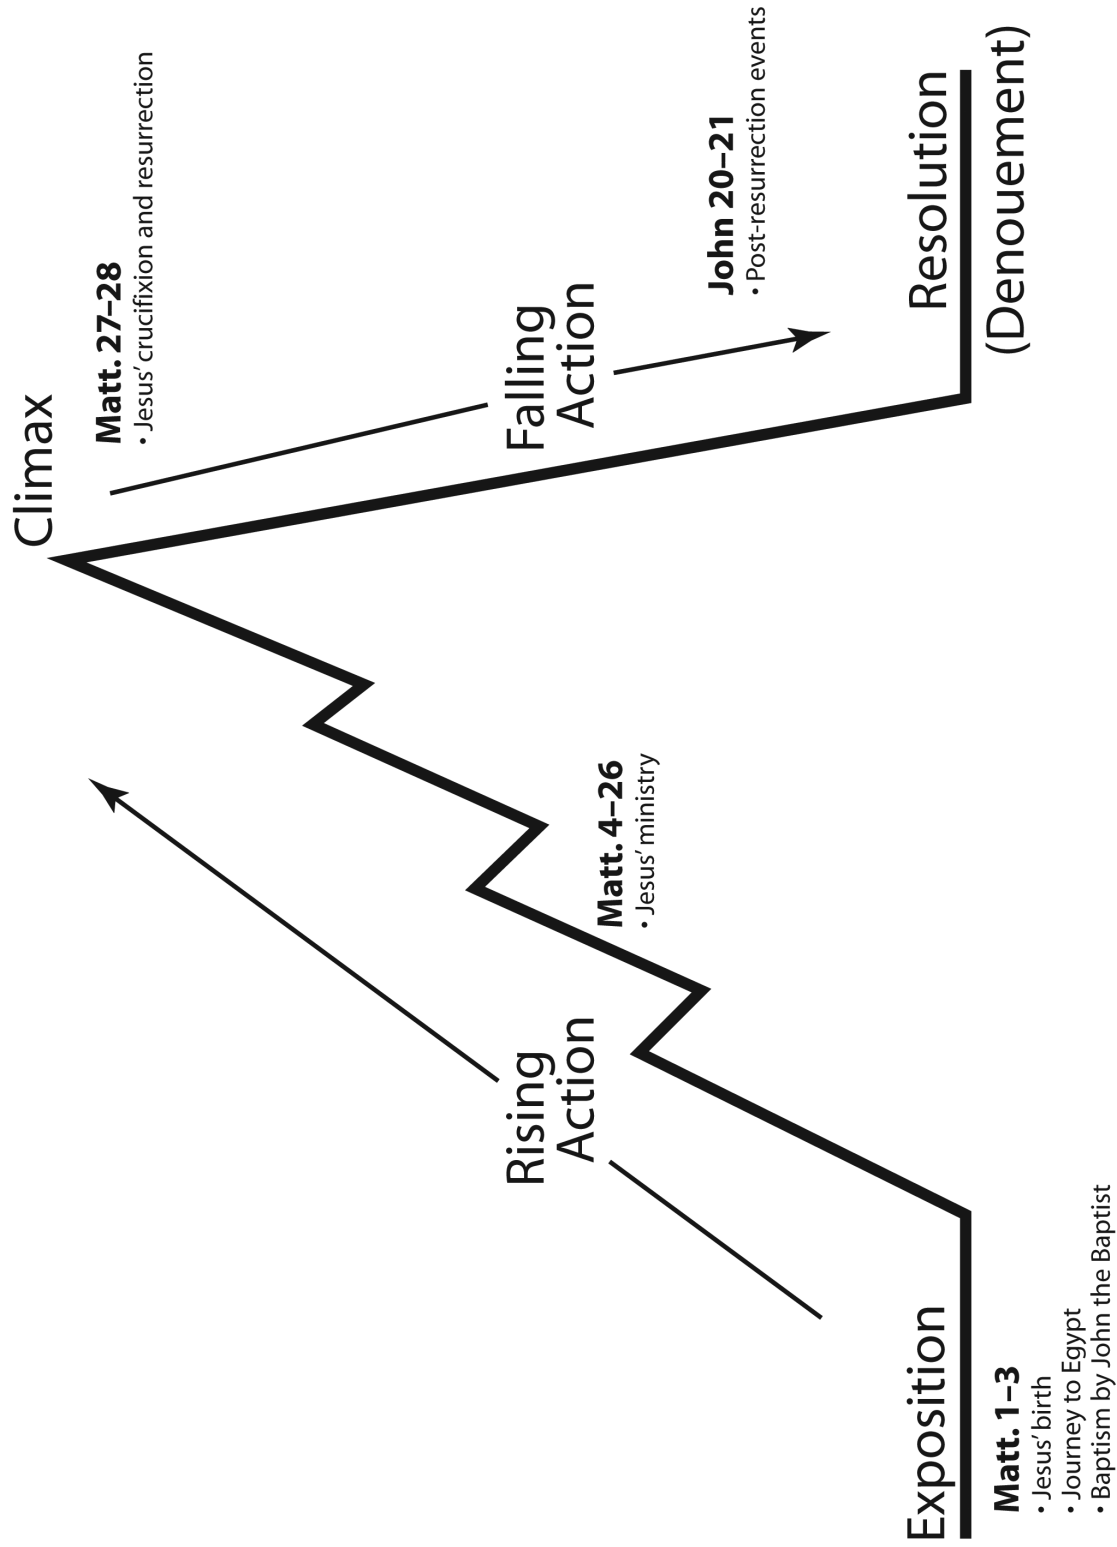 Climax
Matt. 27–28
• Jesus’ crucifixion and resurrection
Rising
Action
Falling
Action
Matt. 4–26
• Jesus’ ministry
John 20–21
• Post-resurrection events
Exposition
Matt. 1–3
• Jesus’ birth
• Journey to Egypt
• Baptism by John the Baptist
Resolution
(Denouement)